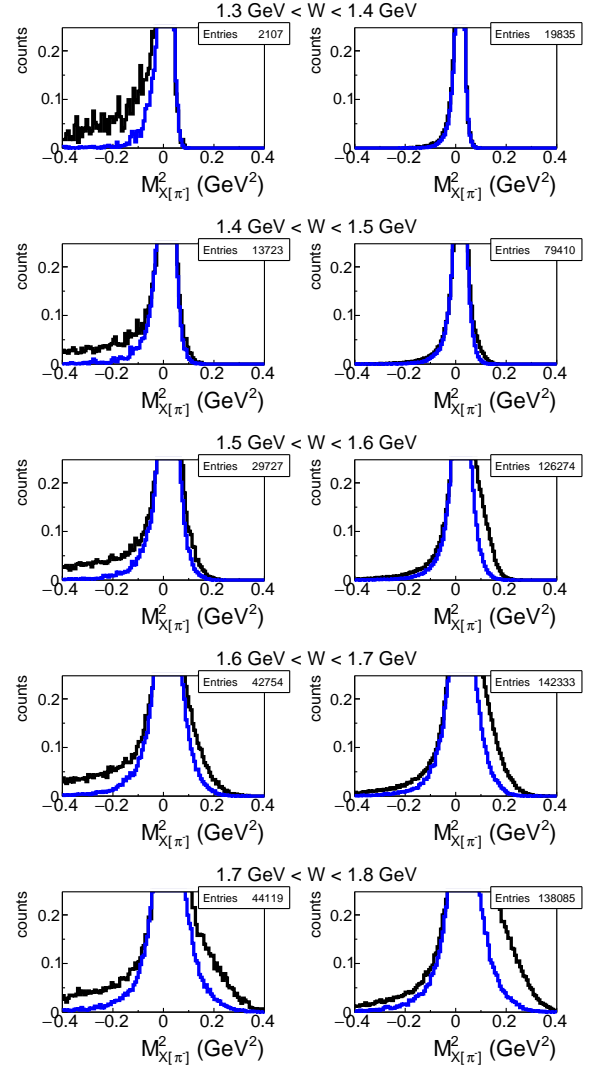 1.3 GeV < W < 1.4 GeV
Entries 2107
Entries 19835
counts
counts
0.2
0.1
0
0.2
0.1
0
−0.4 −0.2 0 0.2 0.4
−0.4 −0.2 0 0.2 0.4
M²X[π⁻] (GeV²)
M²X[π⁻] (GeV²)
1.4 GeV < W < 1.5 GeV
Entries 13723
Entries 79410
counts
counts
0.2
0.1
0
0.2
0.1
0
−0.4 −0.2 0 0.2 0.4
−0.4 −0.2 0 0.2 0.4
M²X[π⁻] (GeV²)
M²X[π⁻] (GeV²)
1.5 GeV < W < 1.6 GeV
Entries 29727
Entries 126274
counts
counts
0.2
0.1
0
0.2
0.1
0
−0.4 −0.2 0 0.2 0.4
−0.4 −0.2 0 0.2 0.4
M²X[π⁻] (GeV²)
M²X[π⁻] (GeV²)
1.6 GeV < W < 1.7 GeV
Entries 42754
Entries 142333
counts
counts
0.2
0.1
0
0.2
0.1
0
−0.4 −0.2 0 0.2 0.4
−0.4 −0.2 0 0.2 0.4
M²X[π⁻] (GeV²)
M²X[π⁻] (GeV²)
1.7 GeV < W < 1.8 GeV
Entries 44119
Entries 138085
counts
counts
0.2
0.1
0
0.2
0.1
0
−0.4 −0.2 0 0.2 0.4
−0.4 −0.2 0 0.2 0.4
M²X[π⁻] (GeV²)
M²X[π⁻] (GeV²)